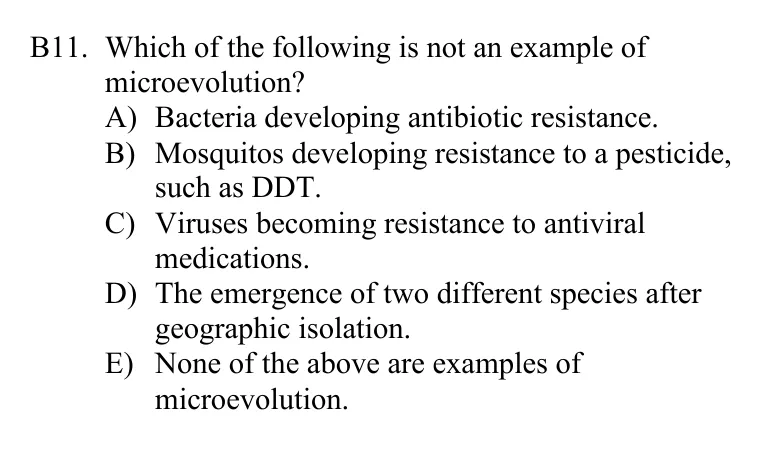 B11. Which of the following is not an example of
microevolution?
A) Bacteria developing antibiotic resistance.
B) Mosquitos developing resistance to a pesticide,
such as DDT.
C) Viruses becoming resistance to antiviral
medications.
D) The emergence of two different species after
geographic isolation.
E) None of the above are examples of
microevolution.